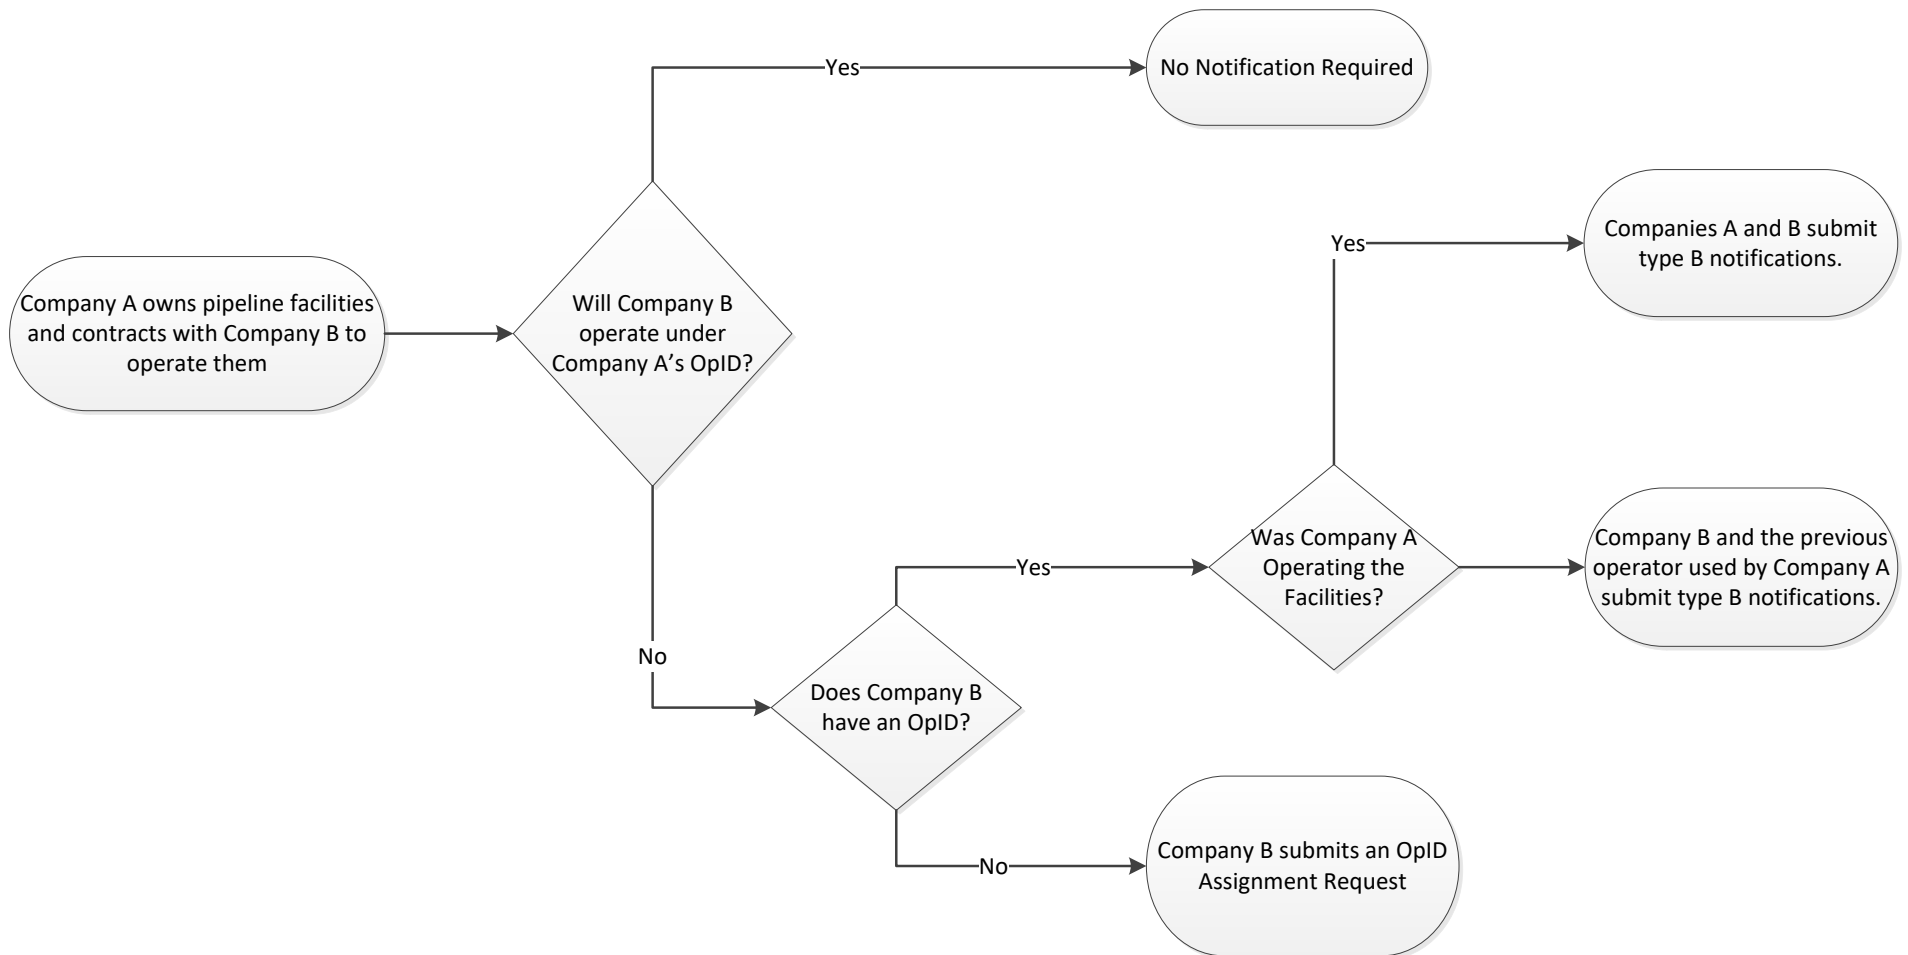 Yes
No Notification Required
Companies A and B submit
type B notifications.
Yes
Company A owns pipeline facilities
and contracts with Company B to
operate them
Will Company B
operate under
Company A’s OpID?
Was Company A
Operating the
Facilities?
Company B and the previous
operator used by Company A
submit type B notifications.
Yes
No
Does Company B
have an OpID?
No
Company B submits an OpID
Assignment Request